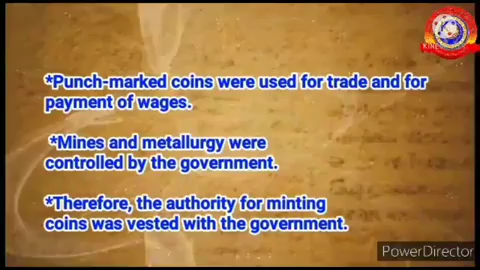 *Punch-marked coins were used for trade and for
payment of wages.
*Mines and metallurgy were
controlled by the government.
*Therefore, the authority for minting
coins was vested with the government.
PowerDirector